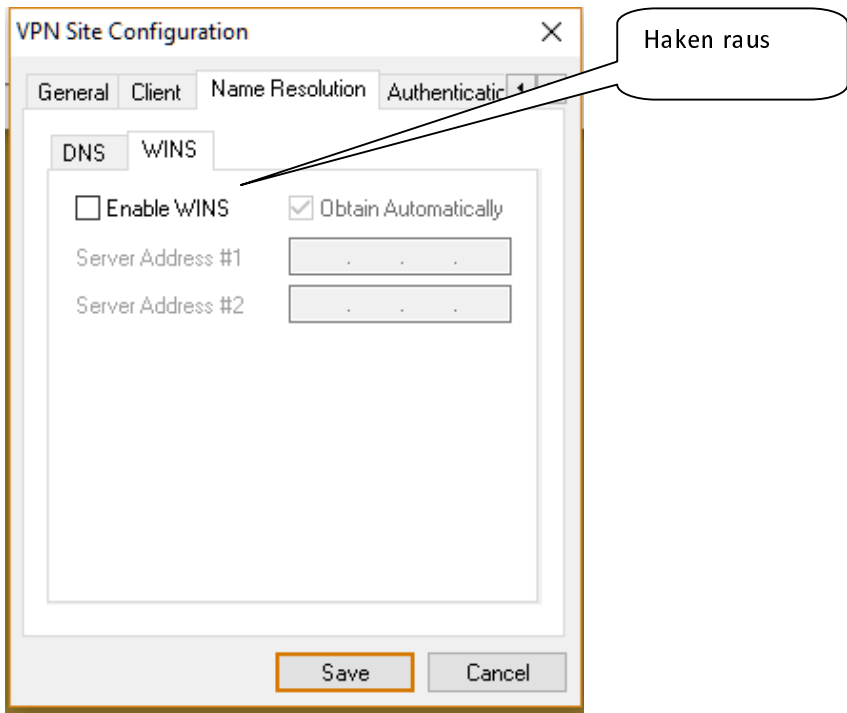 VPN Site Configuration
Haken raus
General Client Name Resolution Authenticatic
DNS WINS
Enable WINS Obtain Automatically
Server Address #1
Server Address #2
Save Cancel